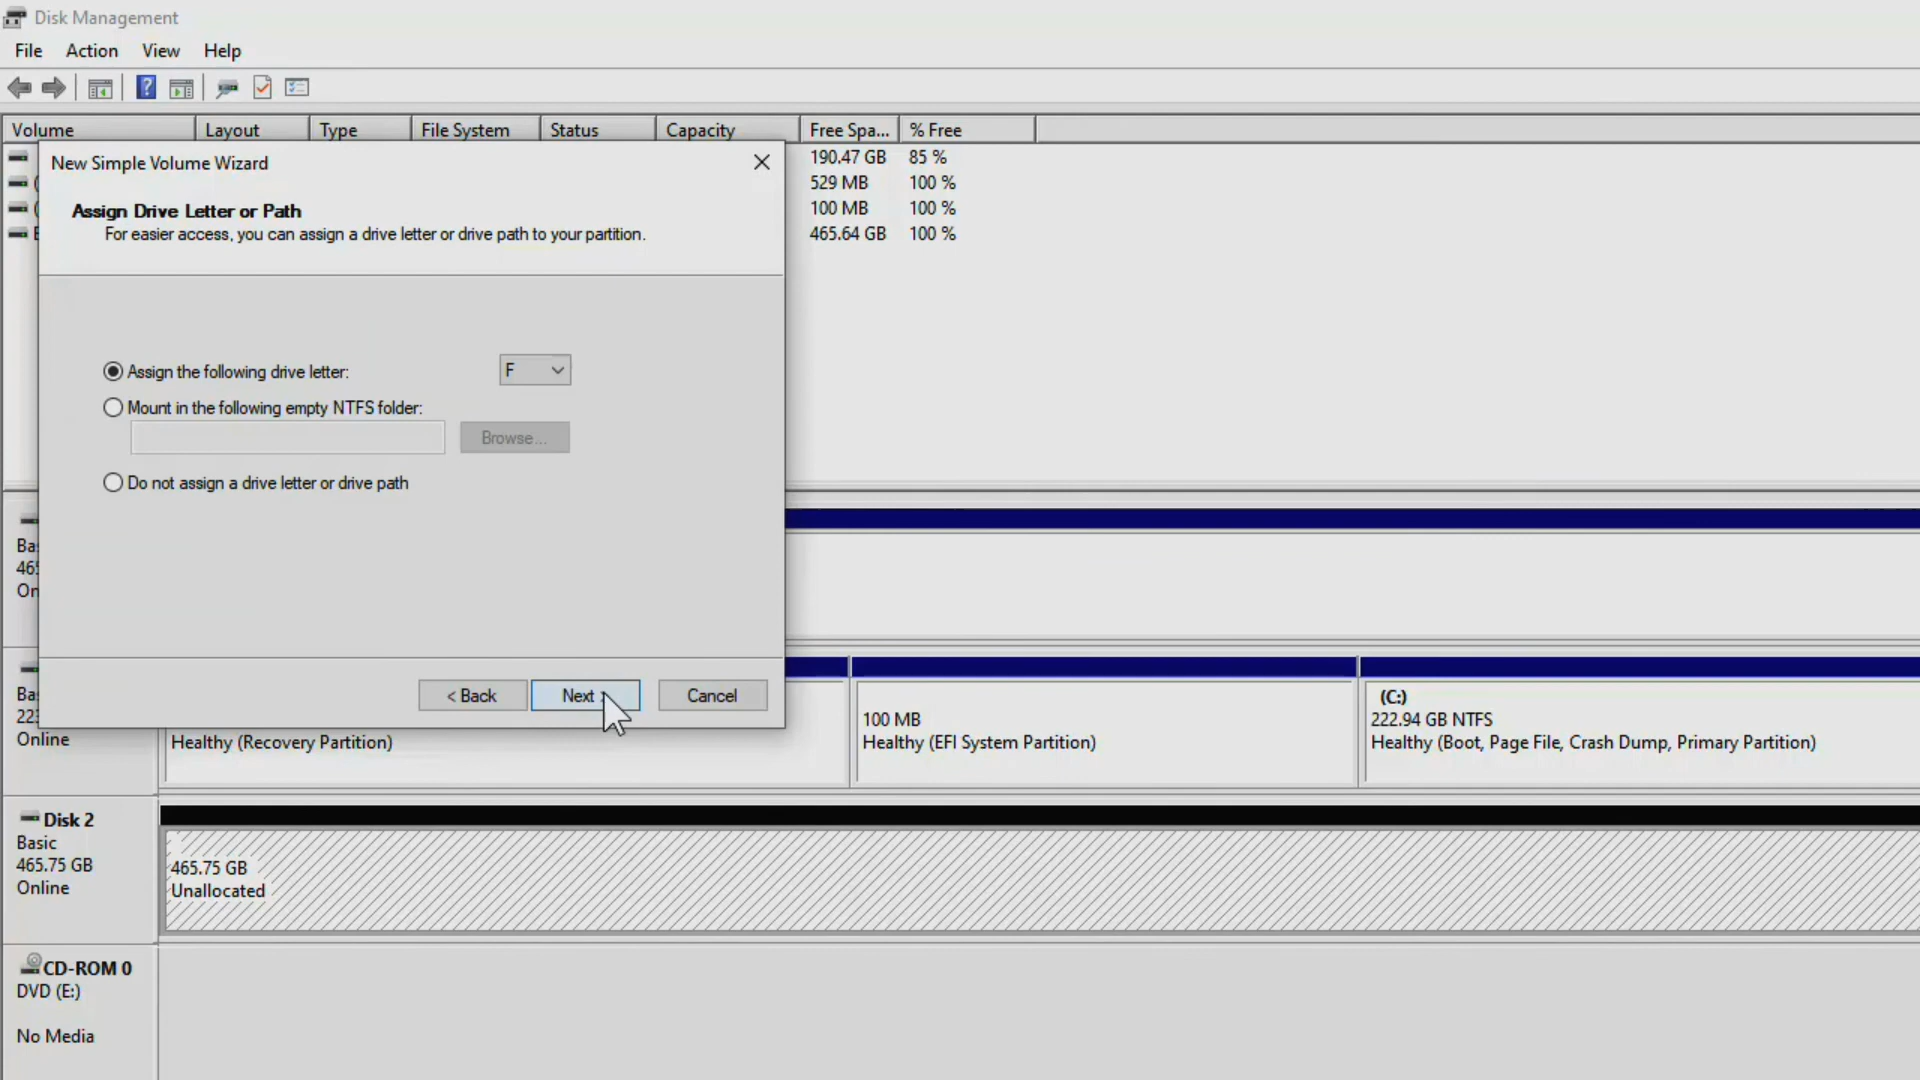 Disk Management
File Action View Help
Volume Layout Type File System Status Capacity Free Spa... % Free
190.47 GB 85 %
529 MB 100 %
100 MB 100 %
465.64 GB 100 %
New Simple Volume Wizard
Assign Drive Letter or Path
For easier access, you can assign a drive letter or drive path to your partition.
Assign the following drive letter: F
Mount in the following empty NTFS folder:
Browse...
Do not assign a drive letter or drive path
< Back Next > Cancel
Online
Healthy (Recovery Partition)
100 MB
Healthy (EFI System Partition)
(C:)
222.94 GB NTFS
Healthy (Boot, Page File, Crash Dump, Primary Partition)
Disk 2
Basic
465.75 GB
Online
465.75 GB
Unallocated
CD-ROM 0
DVD (E:)
No Media